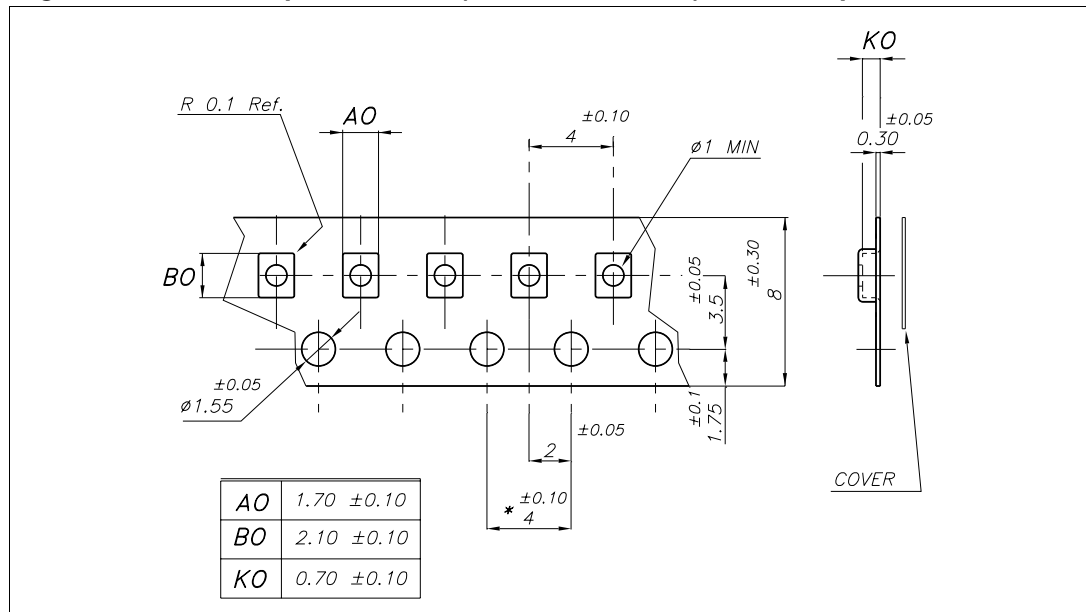 KO
R 0.1 Ref.
AO
±0.10
4
±0.05
0.30
ø1 MIN
BO
±0.05
3.5
±0.30
8
±0.05
ø1.55
±0.1
1.75
±0.05
2
±0.10
* 4
COVER
AO 1.70 ±0.10
BO 2.10 ±0.10
KO 0.70 ±0.10